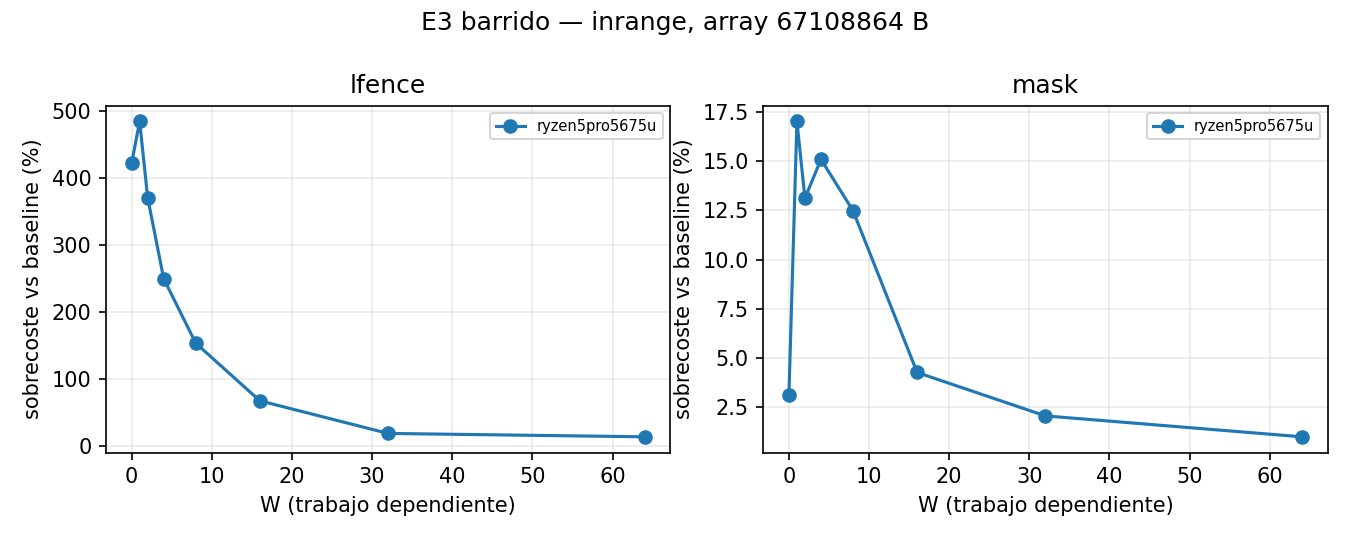 E3 barrido — inrange, array 67108864 B
lfence
mask
sobrecoste vs baseline (%)
500
400
300
200
100
0
ryzen5pro5675u
0 10 20 30 40 50 60
W (trabajo dependiente)
sobrecoste vs baseline (%)
17.5
15.0
12.5
10.0
7.5
5.0
2.5
ryzen5pro5675u
0 10 20 30 40 50 60
W (trabajo dependiente)